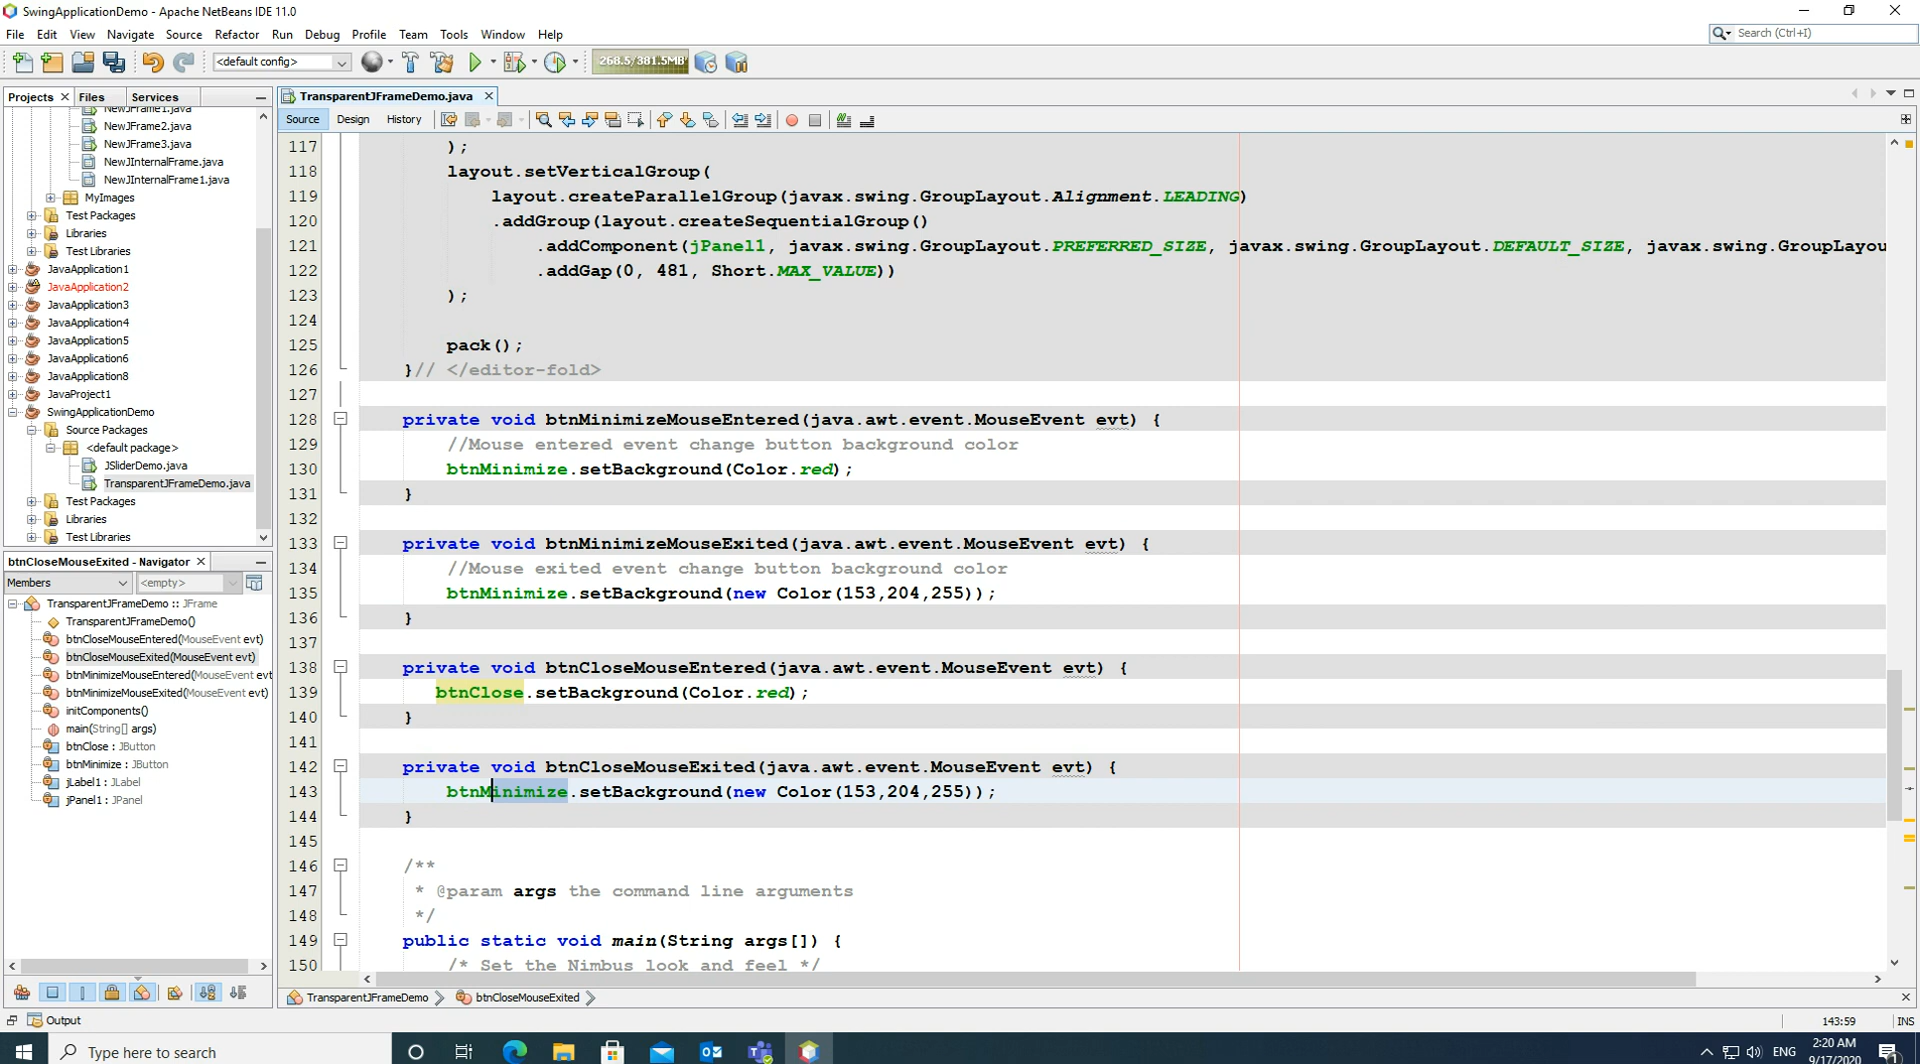 SwingApplicationDemo - Apache NetBeans IDE 11.0
File Edit View Navigate Source Refactor Run Debug Profile Team Tools Window Help
Search (Ctrl+I)
<default config>
268.5/381.5MB
Projects Files Services
TransparentJFrameDemo.java
Source Design History
NewJFrame1.java
NewJFrame2.java
NewJFrame3.java
NewJInternalFrame.java
NewJInternalFrame1.java
MyImages
Test Packages
Libraries
Test Libraries
JavaApplication1
JavaApplication2
JavaApplication3
JavaApplication4
JavaApplication5
JavaApplication6
JavaApplication8
JavaProject1
SwingApplicationDemo
Source Packages
<default package>
JSliderDemo.java
TransparentJFrameDemo.java
Test Packages
Libraries
Test Libraries
btnCloseMouseExited - Navigator
Members <empty>
TransparentJFrameDemo :: JFrame
TransparentJFrameDemo()
btnCloseMouseEntered(MouseEvent evt)
btnCloseMouseExited(MouseEvent evt)
btnMinimizeMouseEntered(MouseEvent evt
btnMinimizeMouseExited(MouseEvent evt)
initComponents()
main(String[] args)
btnClose : JButton
btnMinimize : JButton
jLabel1 : JLabel
jPanel1 : JPanel
117 );
118 layout.setVerticalGroup(
119 layout.createParallelGroup(javax.swing.GroupLayout.Alignment.LEADING)
120 .addGroup(layout.createSequentialGroup()
121 .addComponent(jPanel1, javax.swing.GroupLayout.PREFERRED_SIZE, javax.swing.GroupLayout.DEFAULT_SIZE, javax.swing.GroupLayou
122 .addGap(0, 481, Short.MAX_VALUE))
123 );
124
125 pack();
126 }// </editor-fold>
127
128 private void btnMinimizeMouseEntered(java.awt.event.MouseEvent evt) {
129 //Mouse entered event change button background color
130 btnMinimize.setBackground(Color.red);
131 }
132
133 private void btnMinimizeMouseExited(java.awt.event.MouseEvent evt) {
134 //Mouse exited event change button background color
135 btnMinimize.setBackground(new Color(153,204,255));
136 }
137
138 private void btnCloseMouseEntered(java.awt.event.MouseEvent evt) {
139 btnClose.setBackground(Color.red);
140 }
141
142 private void btnCloseMouseExited(java.awt.event.MouseEvent evt) {
143 btnMinimize.setBackground(new Color(153,204,255));
144 }
145
146 /**
147 * @param args the command line arguments
148 */
149 public static void main(String args[]) {
150 /* Set the Nimbus look and feel */
TransparentJFrameDemo btnCloseMouseExited
Output
143:59 INS
Type here to search
ENG
2:20 AM
9/17/2020